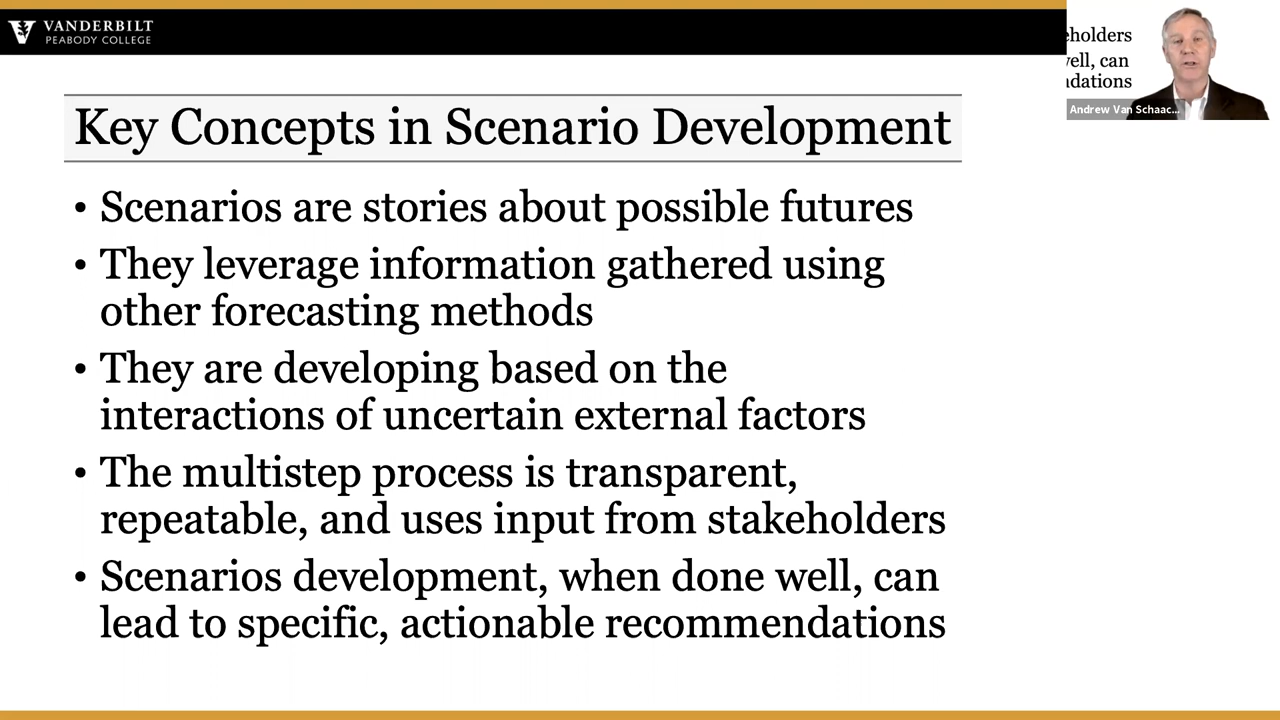 VANDERBILT
PEABODY COLLEGE
Key Concepts in Scenario Development
• Scenarios are stories about possible futures
• They leverage information gathered using
other forecasting methods
• They are developing based on the
interactions of uncertain external factors
• The multistep process is transparent,
repeatable, and uses input from stakeholders
• Scenarios development, when done well, can
lead to specific, actionable recommendations
eholders
well, can
ndations
Andrew Van Schaac...